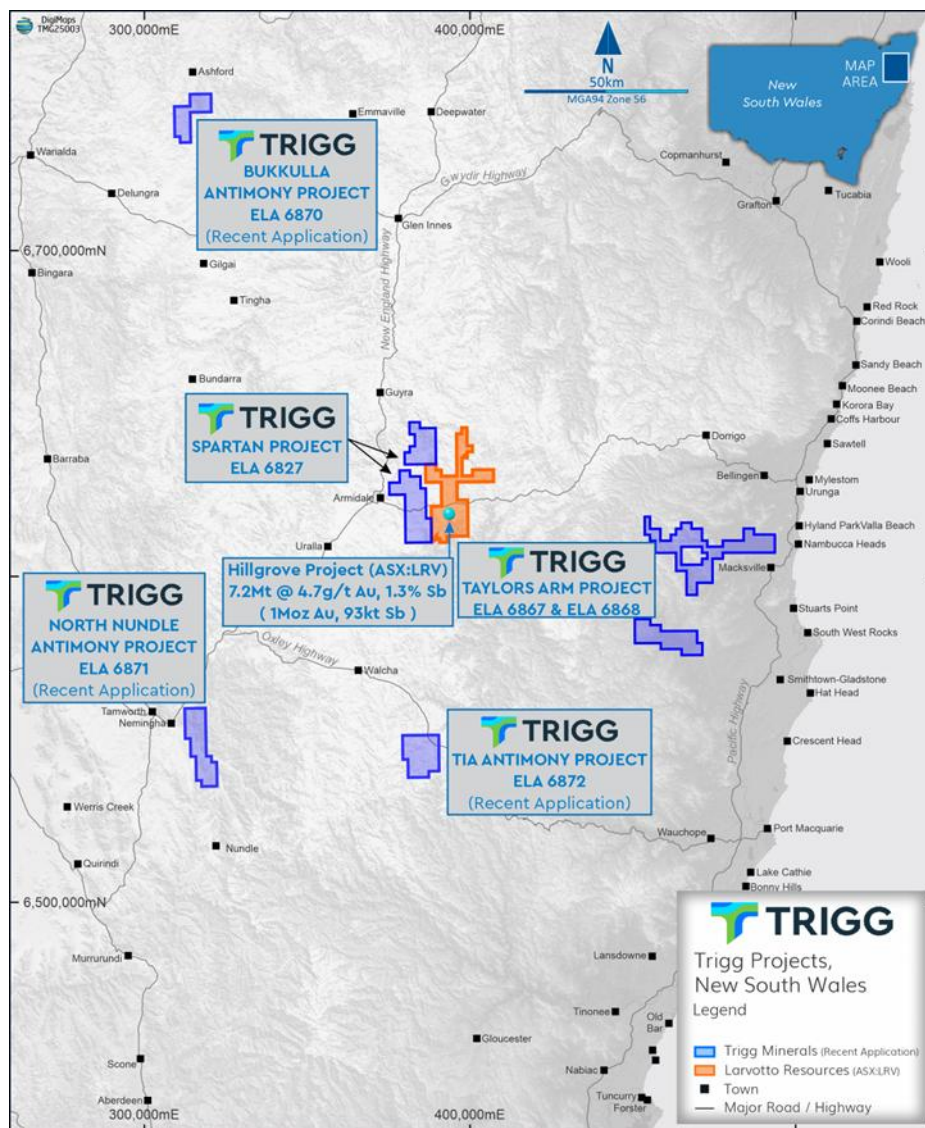 DigiMaps
TMG25003
300,000mE
400,000mE
N
50km
MGA94 Zone 56
New
South Wales
MAP
AREA
Ashford
Emmaville
Deepwater
Warialda
Delungra
Gwydir Highway
Copmanhurst
Grafton
Tucabia
TRIGG
BUKKULLA
ANTIMONY PROJECT
ELA 6870
(Recent Application)
Glen Innes
6,700,000mN
Bingara
Gilgai
Tingha
New England Highway
Wooli
Red Rock
Corindi Beach
Bundarra
Guyra
Sandy Beach
Moonee Beach
Korora Bay
Coffs Harbour
Sawtell
TRIGG
SPARTAN PROJECT
ELA 6827
Barraba
Dorrigo
Bellingen
Mylestom
Urunga
Armidale
Uralla
Hyland Park
Valla Beach
Nambucca Heads
Macksville
Hillgrove Project (ASX:LRV)
7.2Mt @ 4.7g/t Au, 1.3% Sb
( 1Moz Au, 93kt Sb )
TRIGG
TAYLORS ARM PROJECT
ELA 6867 & ELA 6868
Stuarts Point
South West Rocks
TRIGG
NORTH NUNDLE
ANTIMONY PROJECT
ELA 6871
(Recent Application)
Oxley Highway
Walcha
Smithtown-Gladstone
Hat Head
Pacific Highway
Crescent Head
Tamworth
Nemingha
TRIGG
TIA ANTIMONY PROJECT
ELA 6872
(Recent Application)
Werris Creek
Nundle
Quirindi
Wauchope
Port Macquarie
Lake Cathie
Bonny Hills
6,500,000mN
Murrurundi
Lansdowne
Tinonee
Old
Bar
Gloucester
Scone
Nabiac
Aberdeen
Tuncurry
Forster
300,000mE
400,000mE
TRIGG
Trigg Projects,
New South Wales
Legend
Trigg Minerals (Recent Application)
Larvotto Resources (ASX:LRV)
Town
Major Road / Highway